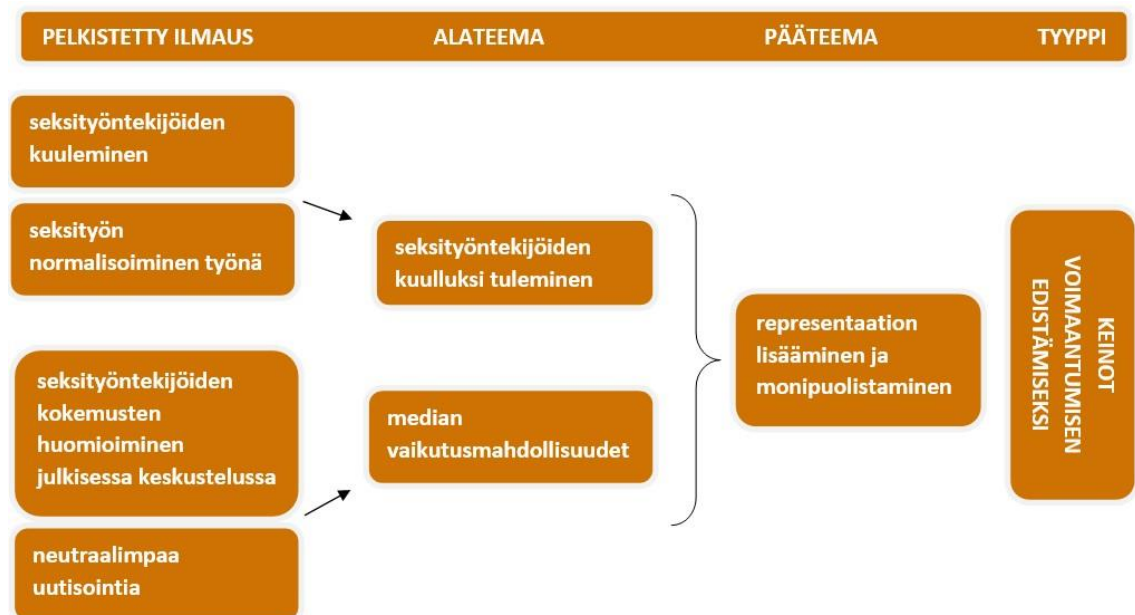 PELKISTETTY ILMAUS ALATEEMA PÄÄTEEMA TYYPPI
seksityöntekijöiden
kuuleminen
seksityön
normalisoiminen työnä
seksityöntekijöiden
kokemusten
huomioiminen
julkisessa keskustelussa
neutraalimpaa
uutisointia
seksityöntekijöiden
kuulluksi tuleminen
median
vaikutusmahdollisuudet
representaation
lisääminen ja
monipuolistaminen
KEINOT
VOIMAANTUMISEN
EDISTÄMISEKSI